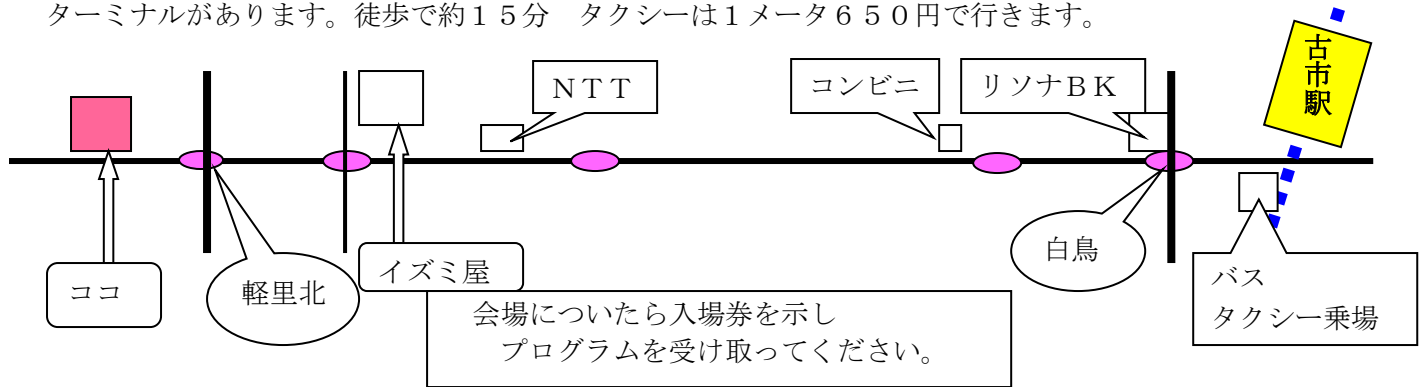 ターミナルがあります。徒歩で約１５分　タクシーは１メータ６５０円で行きます。
古市駅
ＮＴＴ
コンビニ
リソナＢＫ
ココ
軽里北
イズミ屋
白鳥
バス
タクシー乗場
会場についたら入場券を示し
プログラムを受け取ってください。